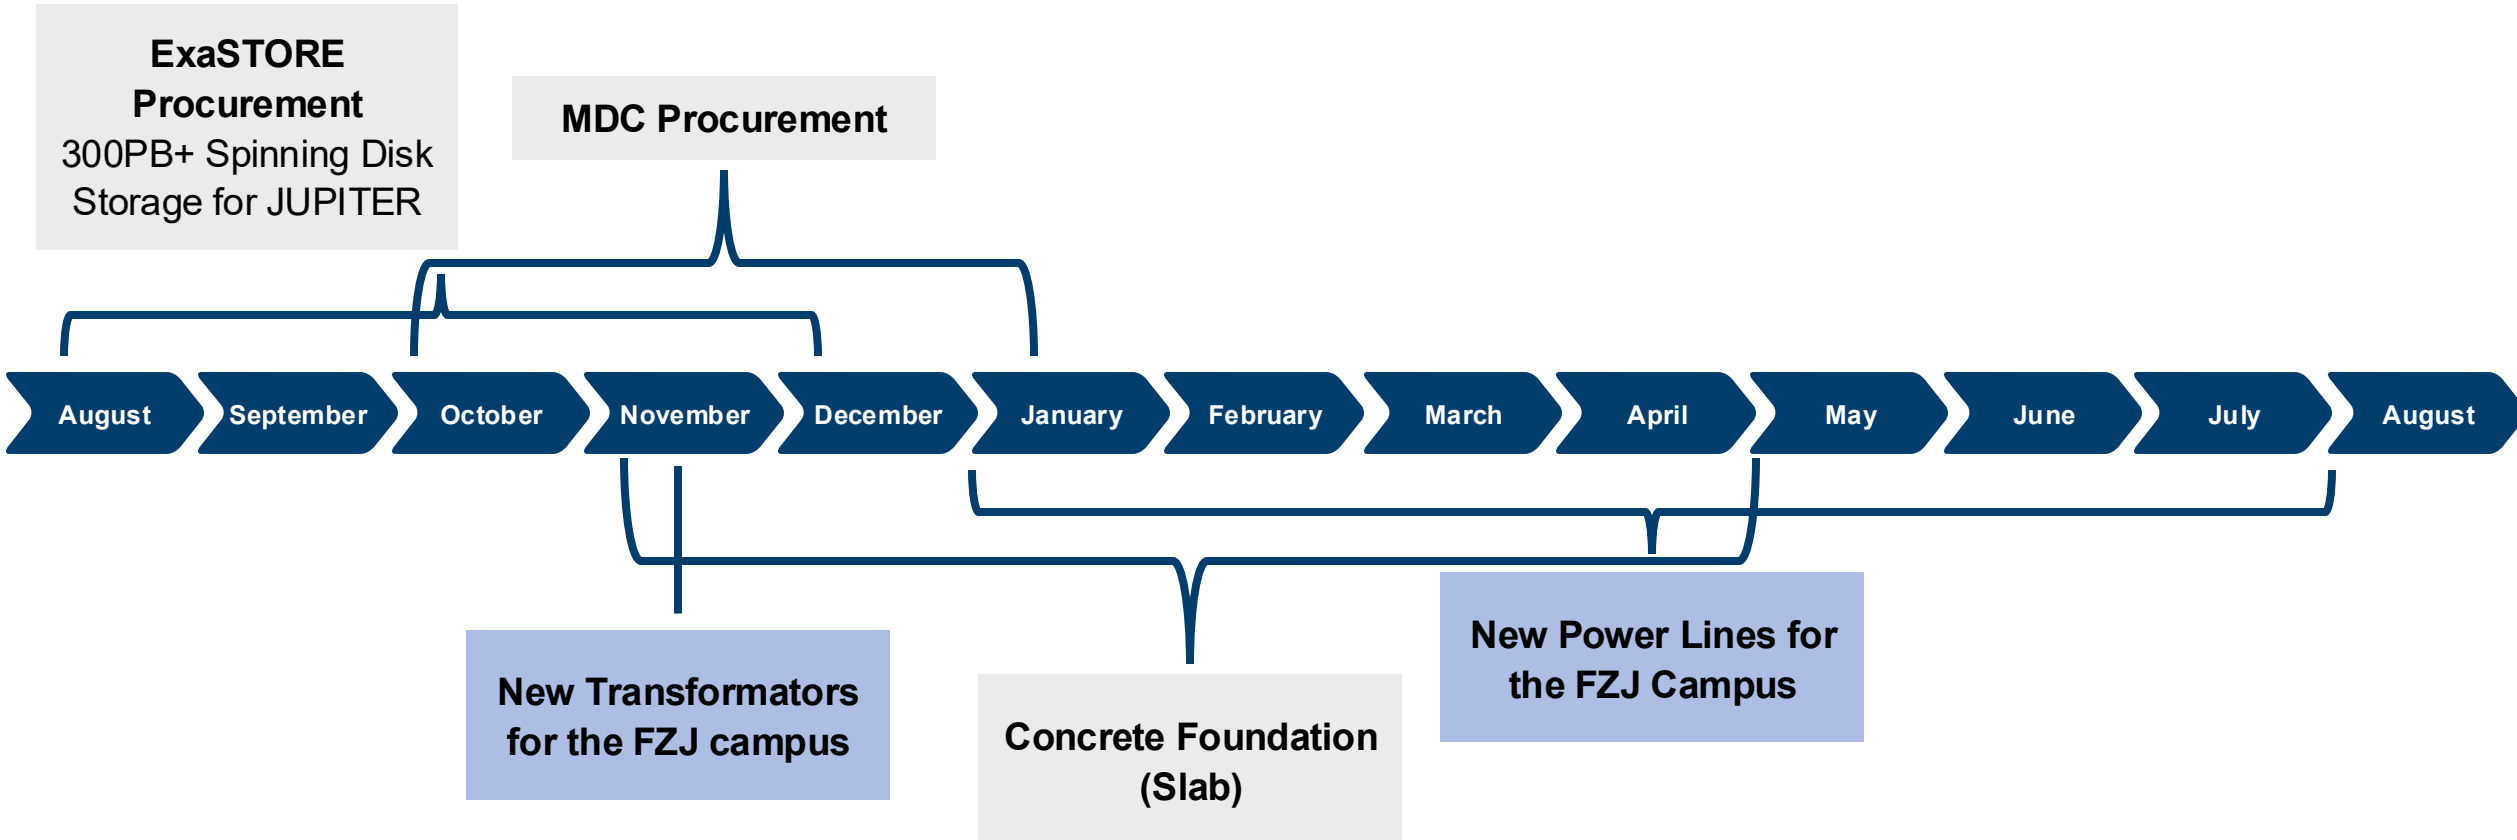 ExaSTORE
Procurement
300PB+ Spinning Disk
Storage for JUPITER
MDC Procurement
August
September
October
November
December
January
February
March
April
May
June
July
August
New Transformators
for the FZJ campus
Concrete Foundation
(Slab)
New Power Lines for
the FZJ Campus